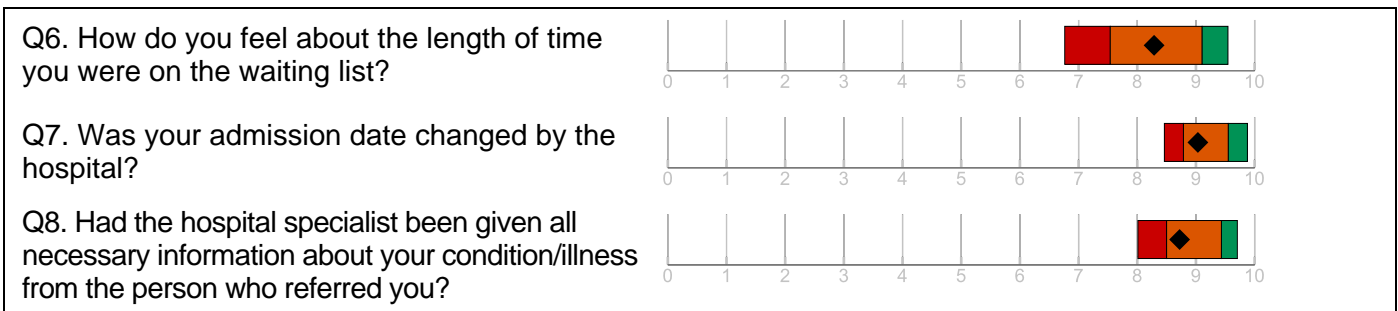 Q6. How do you feel about the length of time
you were on the waiting list?
0 1 2 3 4 5 6 7 8 9 10
Q7. Was your admission date changed by the
hospital?
0 1 2 3 4 5 6 7 8 9 10
Q8. Had the hospital specialist been given all
necessary information about your condition/illness
from the person who referred you?
0 1 2 3 4 5 6 7 8 9 10